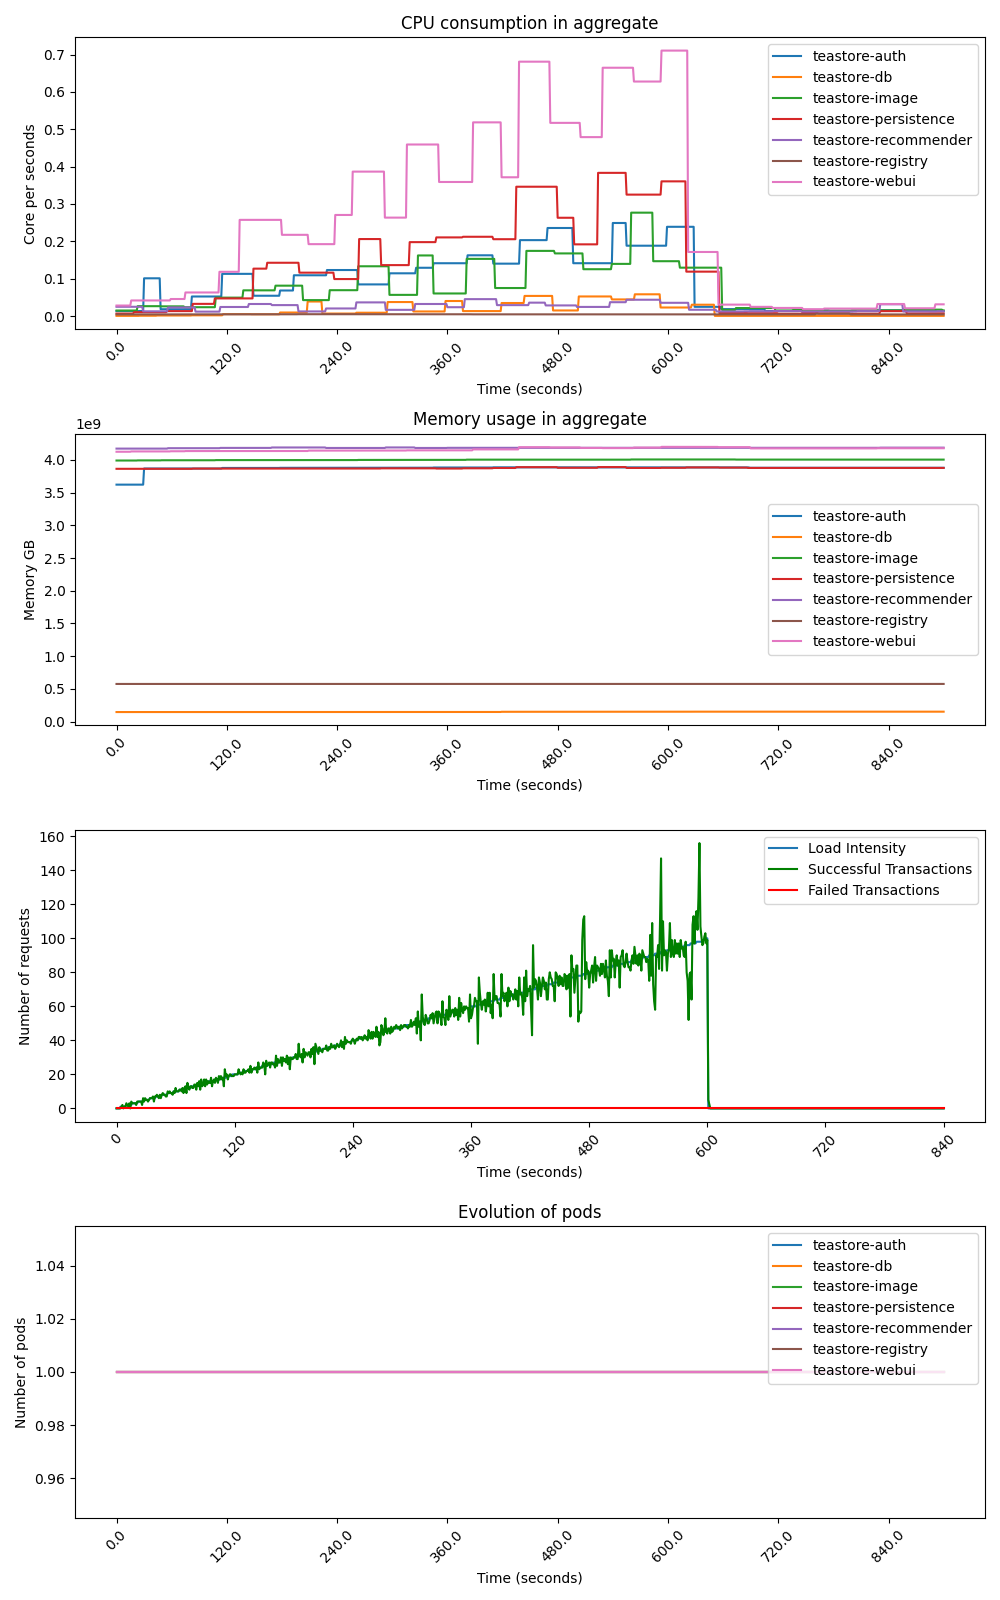 CPU consumption in aggregate
Core per seconds
0.7
0.6
0.5
0.4
0.3
0.2
0.1
0.0
teastore-auth
teastore-db
teastore-image
teastore-persistence
teastore-recommender
teastore-registry
teastore-webui
0.0 120.0 240.0 360.0 480.0 600.0 720.0 840.0
Time (seconds)
Memory usage in aggregate
1e9
Memory GB
4.0
3.5
3.0
2.5
2.0
1.5
1.0
0.5
0.0
teastore-auth
teastore-db
teastore-image
teastore-persistence
teastore-recommender
teastore-registry
teastore-webui
0.0 120.0 240.0 360.0 480.0 600.0 720.0 840.0
Time (seconds)
Number of requests
160
140
120
100
80
60
40
20
0
Load Intensity
Successful Transactions
Failed Transactions
0 120 240 360 480 600 720 840
Time (seconds)
Evolution of pods
Number of pods
1.04
1.02
1.00
0.98
0.96
teastore-auth
teastore-db
teastore-image
teastore-persistence
teastore-recommender
teastore-registry
teastore-webui
0.0 120.0 240.0 360.0 480.0 600.0 720.0 840.0
Time (seconds)